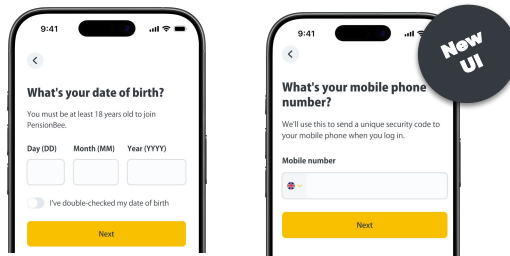 9:41
What's your date of birth?
You must be at least 18 years old to join
PensionBee.
Day (DD) Month (MM) Year (YYYY)
I've double-checked my date of birth
Next
9:41
What's your mobile phone
number?
We'll use this to send a unique security code to
your mobile phone when you log in.
Mobile number
Next
New
UI